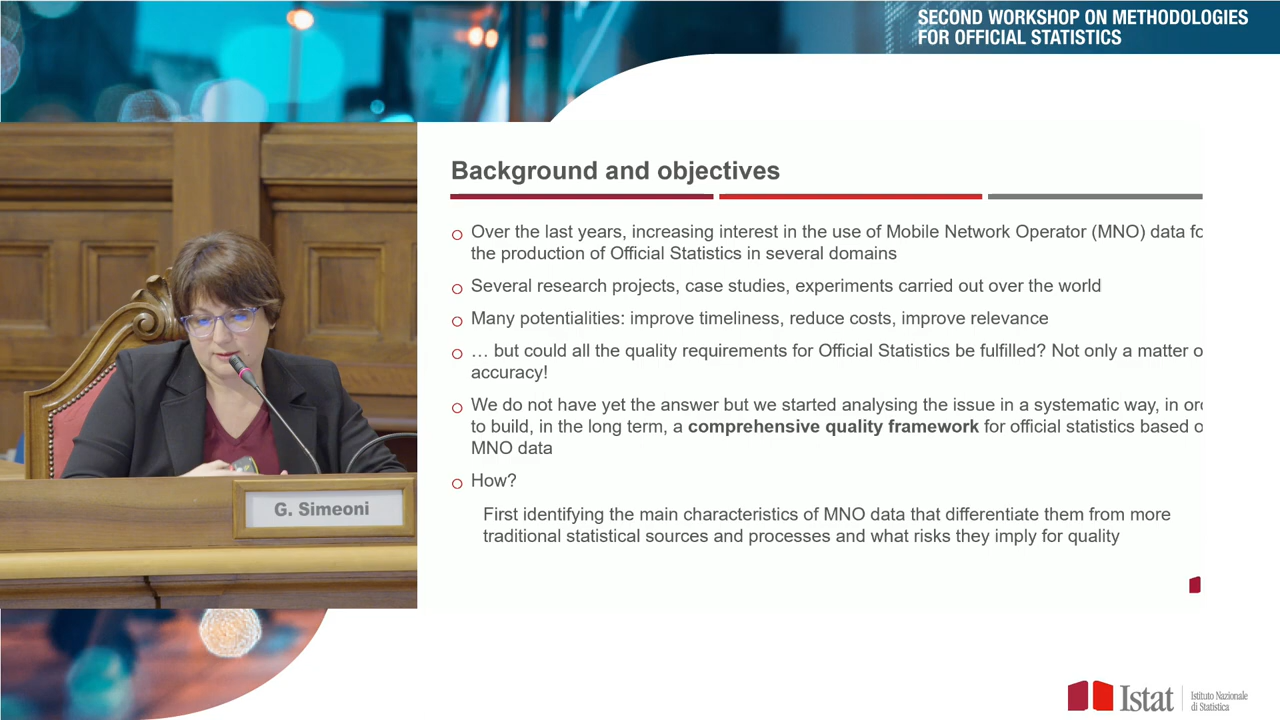 SECOND WORKSHOP ON METHODOLOGIES
FOR OFFICIAL STATISTICS
Background and objectives
Over the last years, increasing interest in the use of Mobile Network Operator (MNO) data fo
the production of Official Statistics in several domains
Several research projects, case studies, experiments carried out over the world
Many potentialities: improve timeliness, reduce costs, improve relevance
… but could all the quality requirements for Official Statistics be fulfilled? Not only a matter o
accuracy!
We do not have yet the answer but we started analysing the issue in a systematic way, in ord
to build, in the long term, a comprehensive quality framework for official statistics based o
MNO data
How?
First identifying the main characteristics of MNO data that differentiate them from more
traditional statistical sources and processes and what risks they imply for quality
G. Simeoni
Istat
Istituto Nazionale
di Statistica